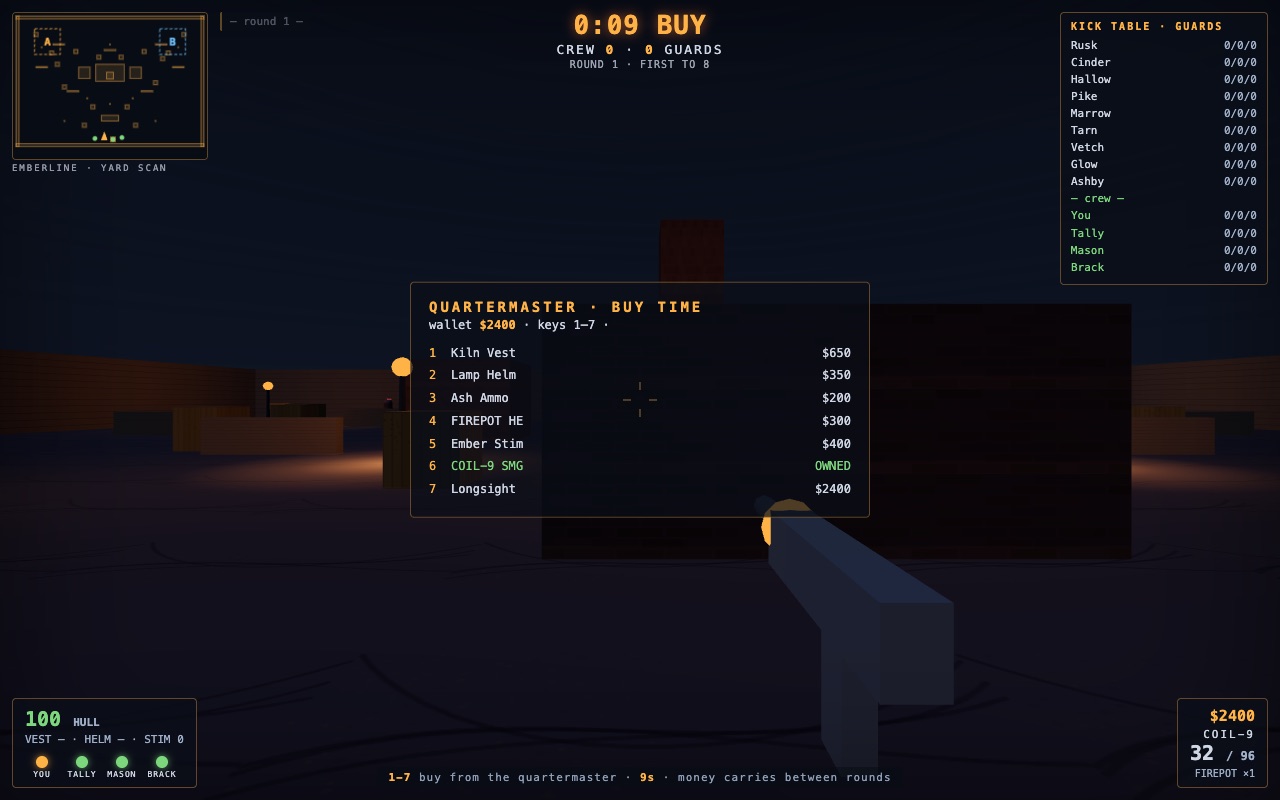 A
B
EMBERLINE · YARD SCAN
— round 1 —
0:09 BUY
CREW 0 · 0 GUARDS
ROUND 1 · FIRST TO 8
KICK TABLE · GUARDS
Rusk 0/0/0
Cinder 0/0/0
Hallow 0/0/0
Pike 0/0/0
Marrow 0/0/0
Tarn 0/0/0
Vetch 0/0/0
Glow 0/0/0
Ashby 0/0/0
— crew —
You 0/0/0
Tally 0/0/0
Mason 0/0/0
Brack 0/0/0
QUARTERMASTER · BUY TIME
wallet $2400 · keys 1–7 ·
1 Kiln Vest $650
2 Lamp Helm $350
3 Ash Ammo $200
4 FIREPOT HE $300
5 Ember Stim $400
6 COIL-9 SMG OWNED
7 Longsight $2400
100 HULL
VEST — · HELM — · STIM 0
YOU TALLY MASON BRACK
1–7 buy from the quartermaster · 9s · money carries between rounds
$2400
COIL-9
32 / 96
FIREPOT ×1